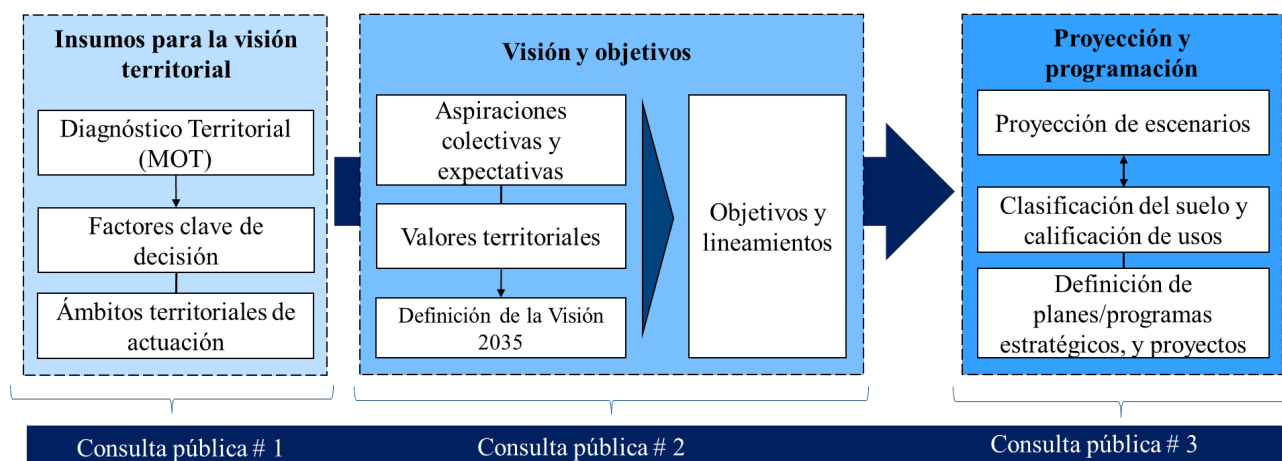 Insumos para la visión
territorial
Diagnóstico Territorial
(MOT)
Factores clave de
decisión
Ámbitos territoriales de
actuación
Visión y objetivos
Aspiraciones
colectivas y
expectativas
Valores territoriales
Definición de la Visión
2035
Objetivos y
lineamientos
Proyección y
programación
Proyección de escenarios
Clasificación del suelo y
calificación de usos
Definición de
planes/programas
estratégicos, y proyectos
Consulta pública # 1
Consulta pública # 2
Consulta pública # 3